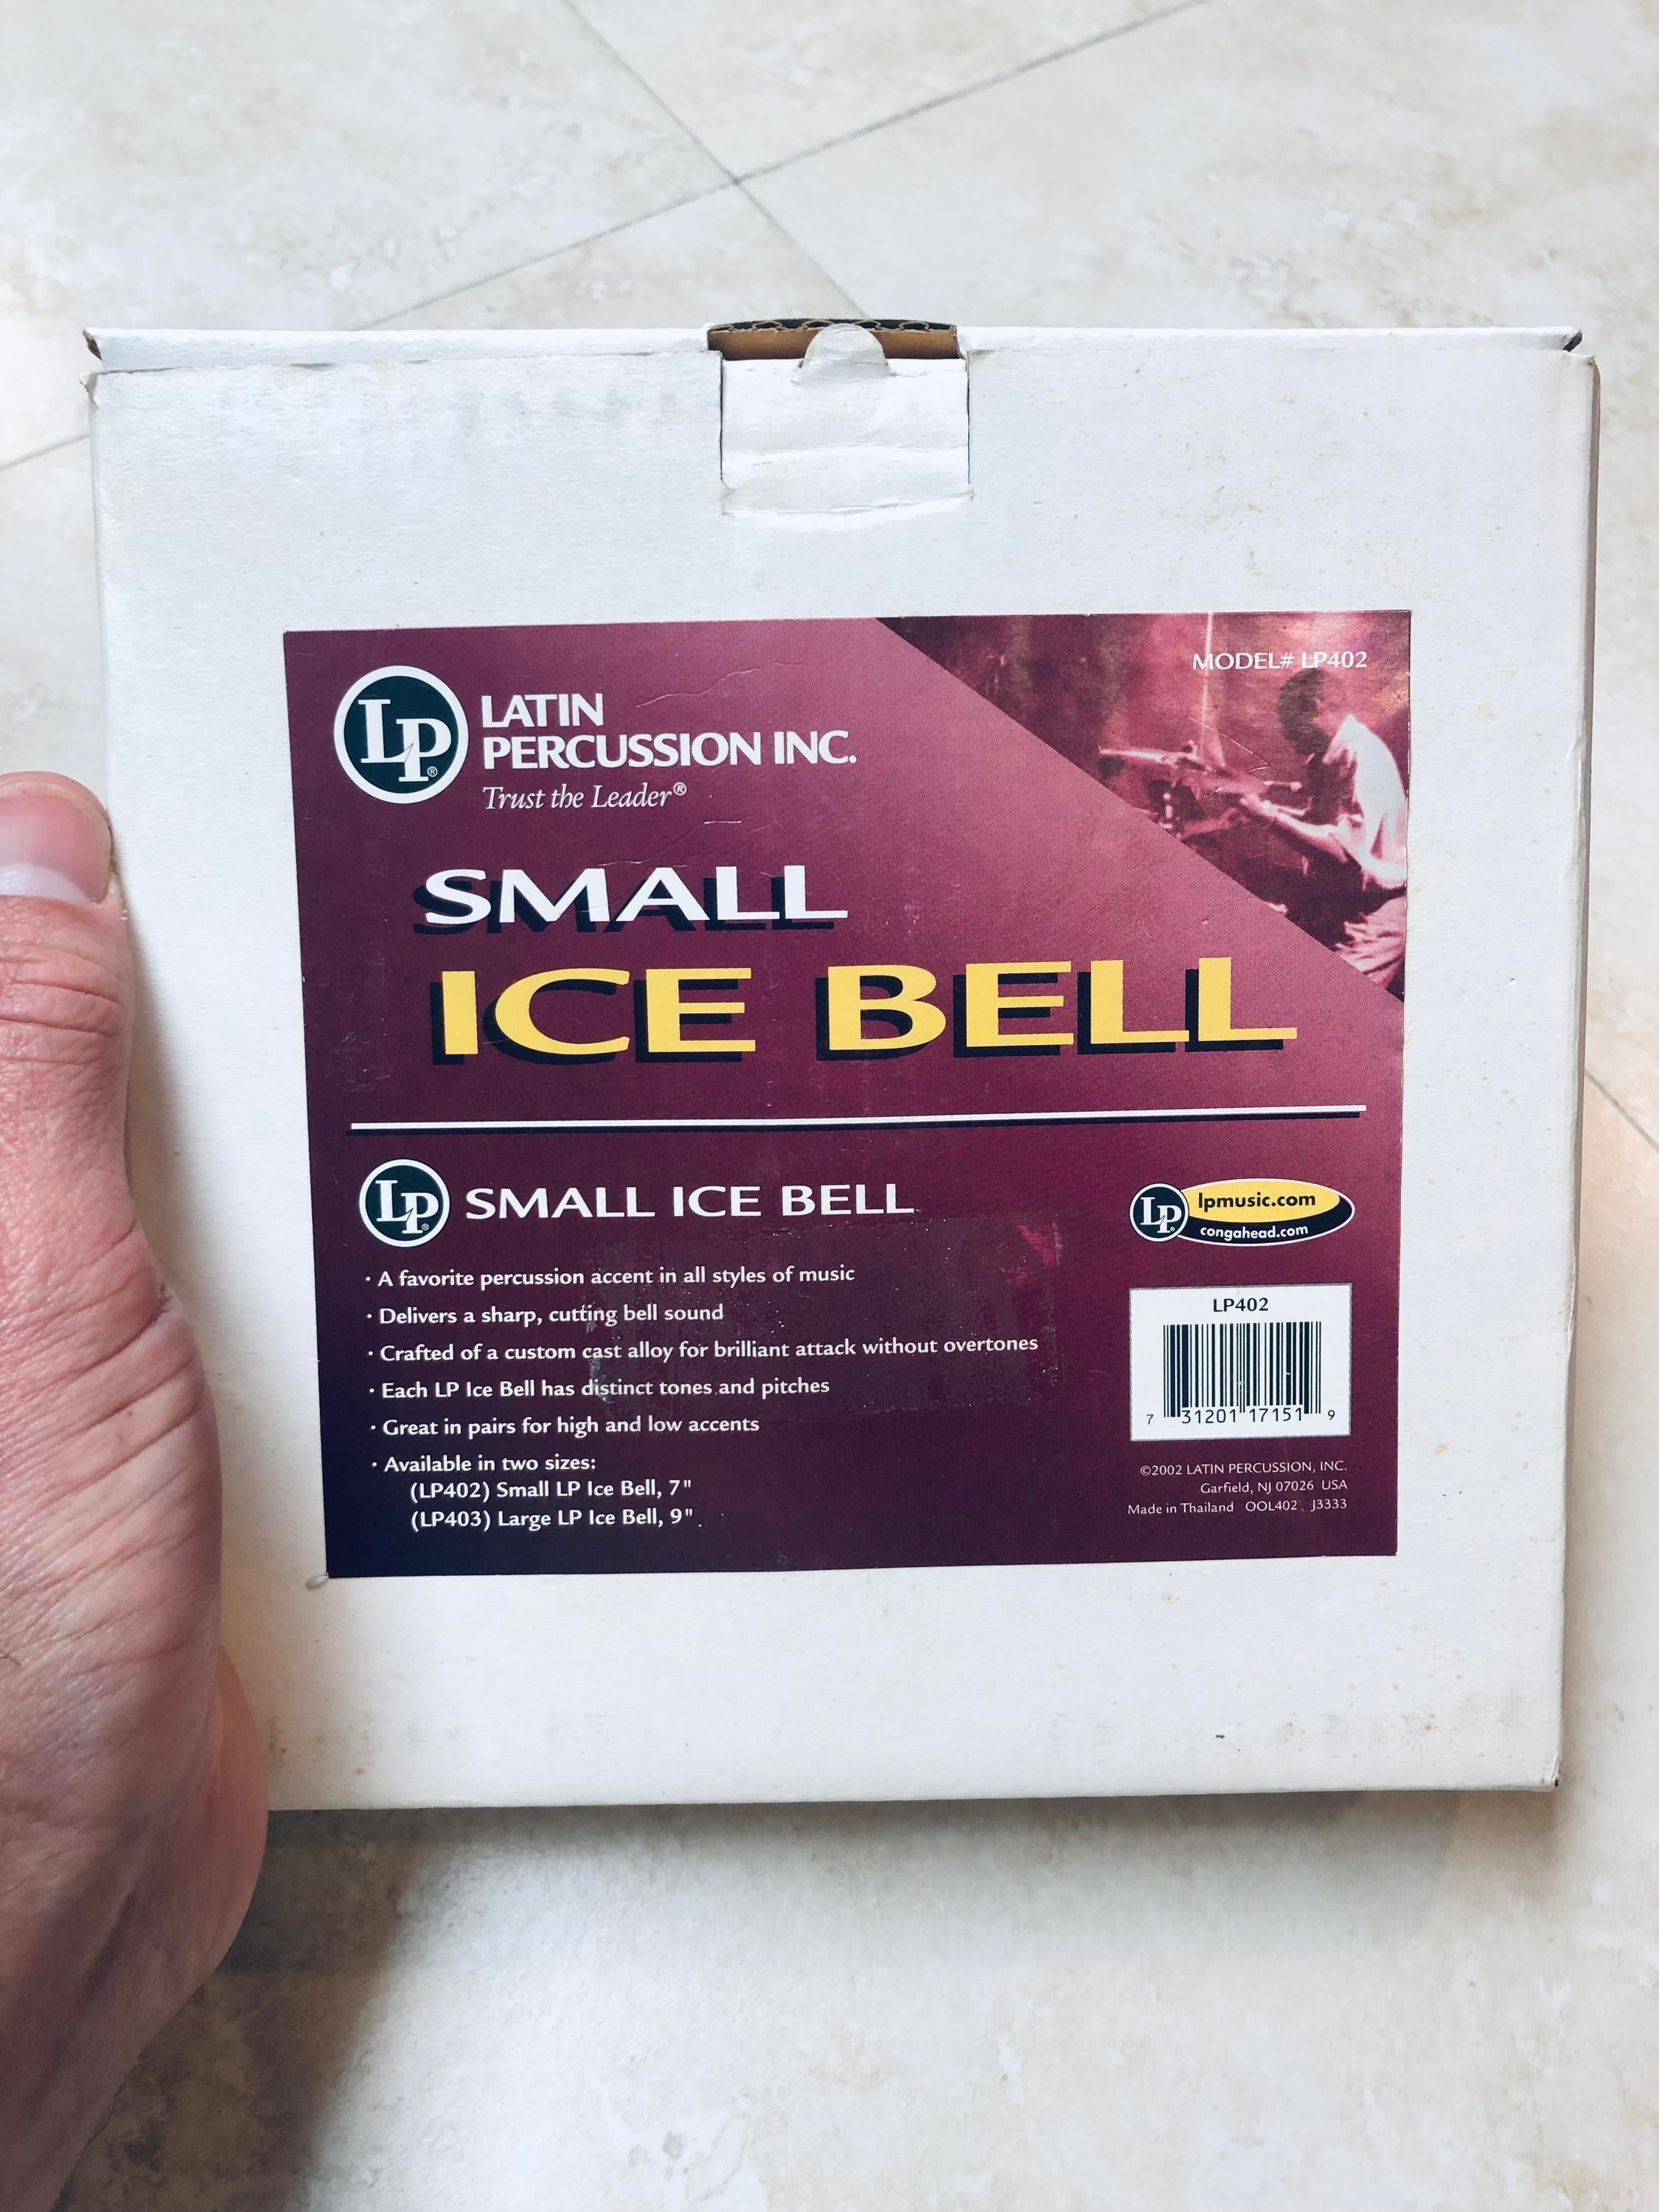 MODEL# LP402
LP®
LATIN
PERCUSSION INC.
Trust the Leader®
SMALL
ICE BELL
LP® SMALL ICE BELL
· A favorite percussion accent in all styles of music
· Delivers a sharp, cutting bell sound
· Crafted of a custom cast alloy for brilliant attack without overtones
· Each LP Ice Bell has distinct tones and pitches
· Great in pairs for high and low accents
· Available in two sizes:
(LP402) Small LP Ice Bell, 7"
(LP403) Large LP Ice Bell, 9"
LP lpmusic.com
congahead.com
LP402
7 31201 17151 9
©2002 LATIN PERCUSSION, INC.
Garfield, NJ 07026 USA
Made in Thailand OOL402 J3333